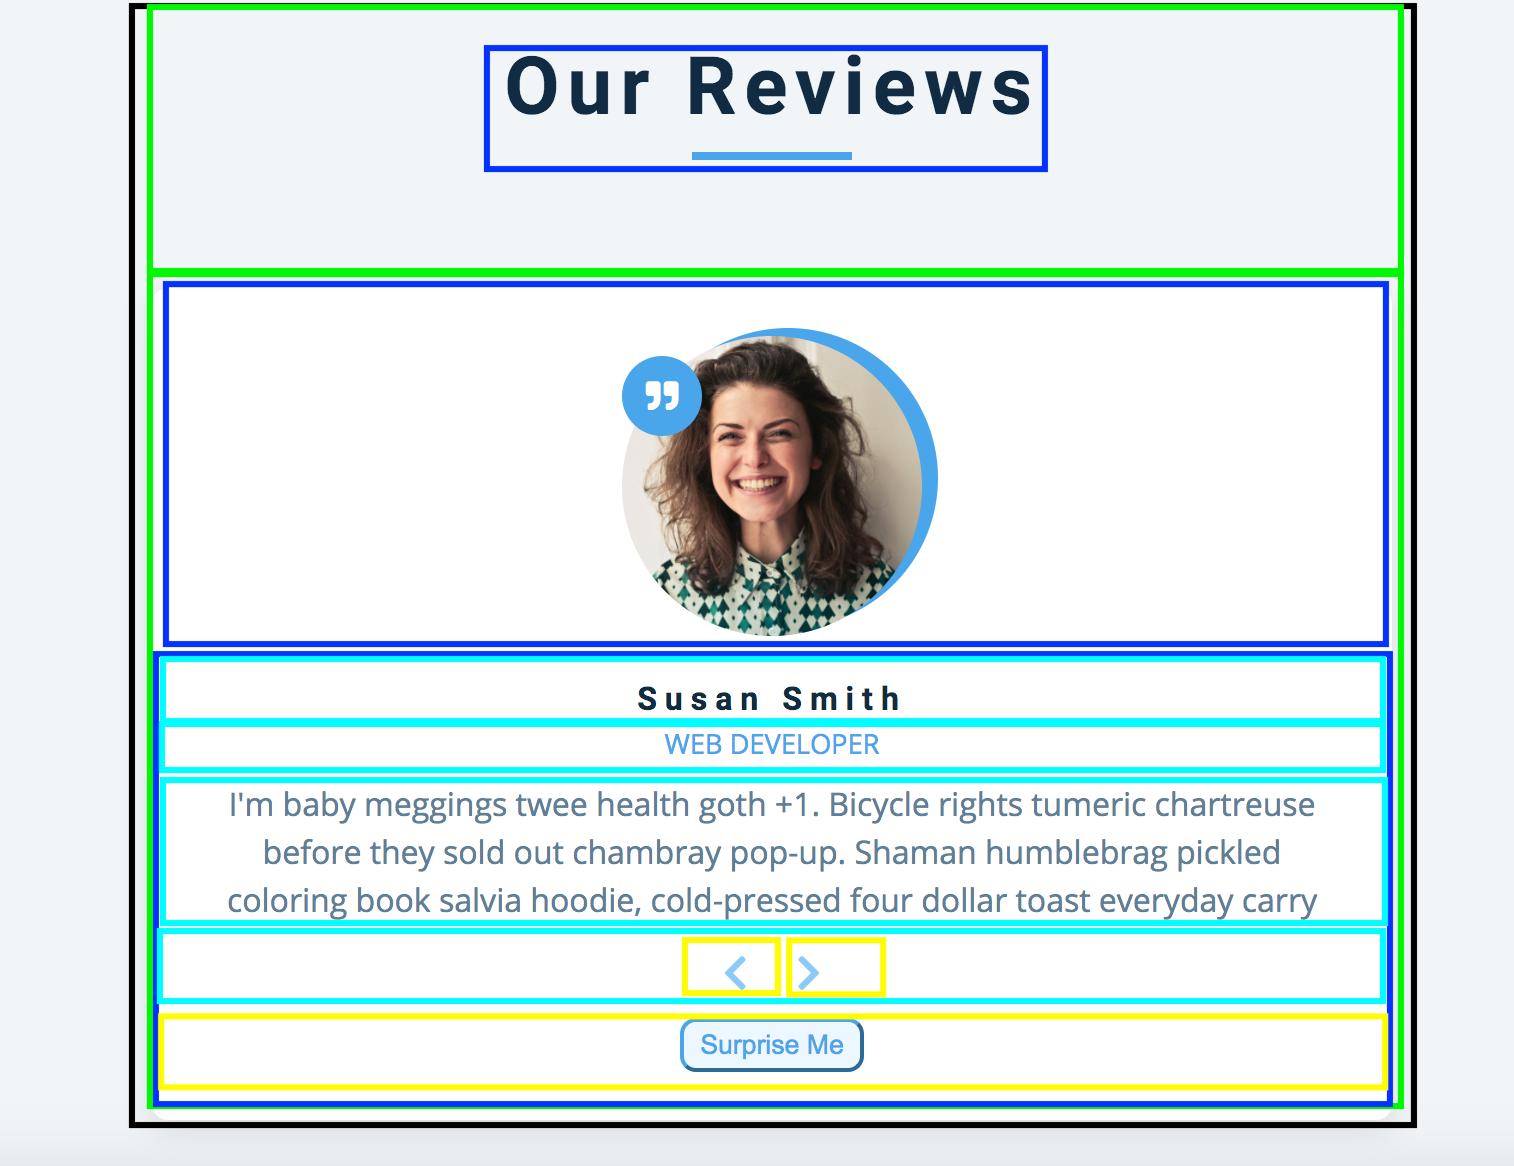 Our Reviews
Susan Smith
WEB DEVELOPER
I'm baby meggings twee health goth +1. Bicycle rights tumeric chartreuse
before they sold out chambray pop-up. Shaman humblebrag pickled
coloring book salvia hoodie, cold-pressed four dollar toast everyday carry
Surprise Me